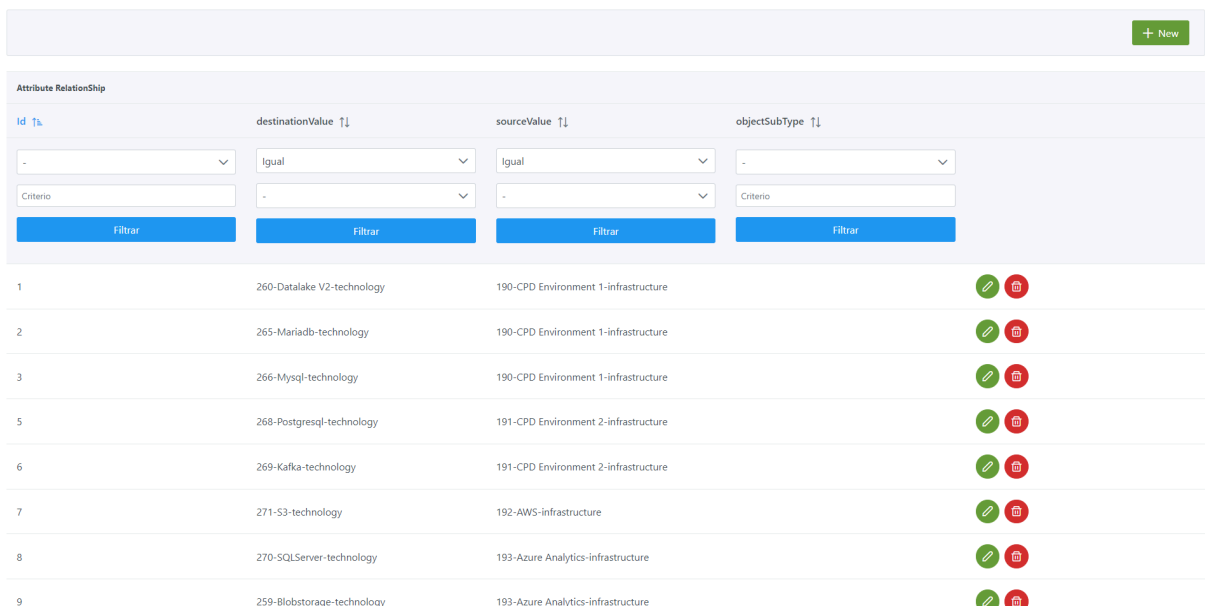 + New
Attribute RelationShip
Id destinationValue sourceValue objectSubType
- Igual Igual -
Criterio - - Criterio
Filtrar Filtrar Filtrar Filtrar
1 260-Datalake V2-technology 190-CPD Environment 1-infrastructure
2 265-Mariadb-technology 190-CPD Environment 1-infrastructure
3 266-Mysql-technology 190-CPD Environment 1-infrastructure
5 268-Postgresql-technology 191-CPD Environment 2-infrastructure
6 269-Kafka-technology 191-CPD Environment 2-infrastructure
7 271-S3-technology 192-AWS-infrastructure
8 270-SQLServer-technology 193-Azure Analytics-infrastructure
9 259-Blobstorage-technology 193-Azure Analytics-infrastructure